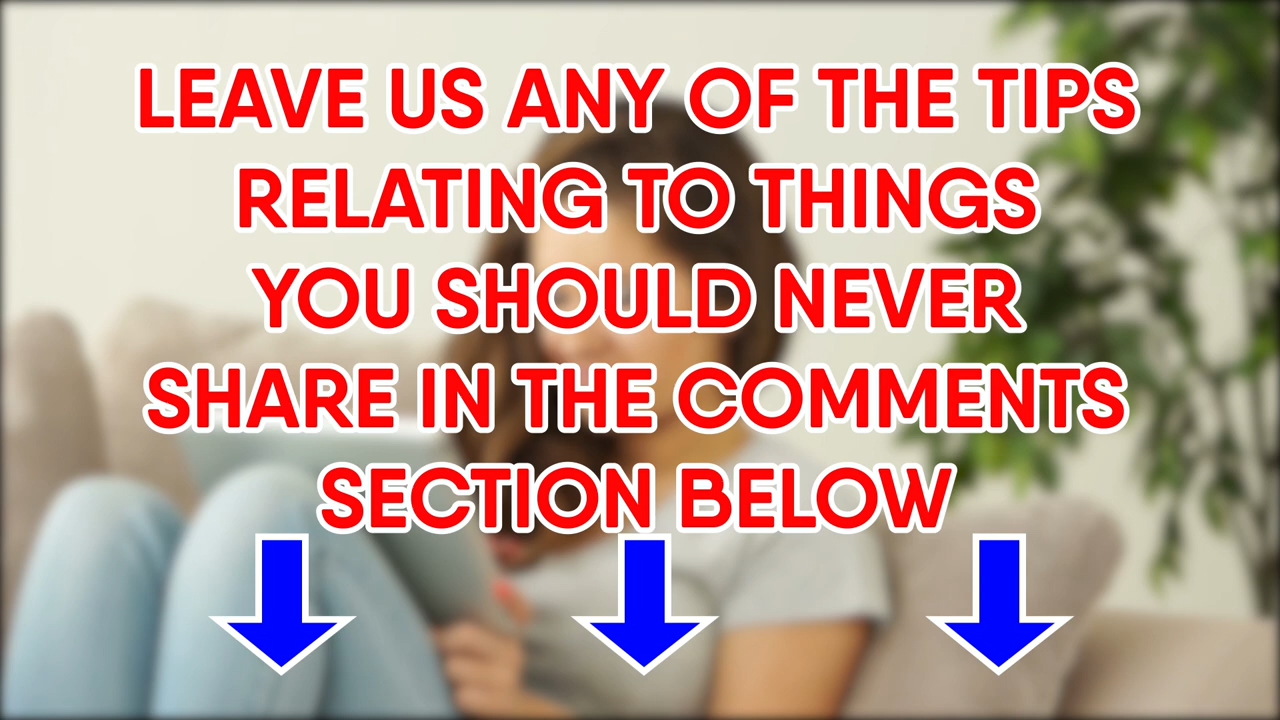 LEAVE US ANY OF THE TIPS
RELATING TO THINGS
YOU SHOULD NEVER
SHARE IN THE COMMENTS
SECTION BELOW